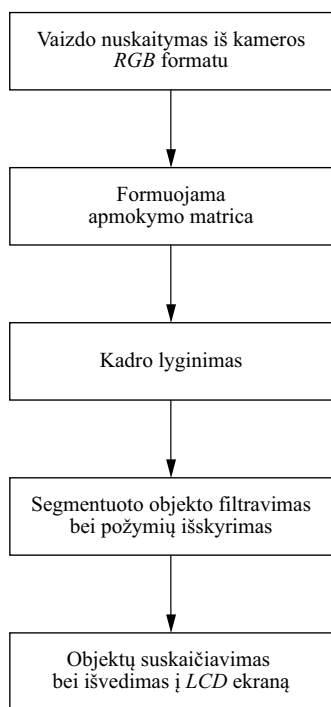 Vaizdo nuskaitymas iš kameros
RGB formatu
Formuojama
apmokymo matrica
Kadro lyginimas
Segmentuoto objekto filtravimas
bei požymių išskyrimas
Objektų suskaičiavimas
bei išvedimas į LCD ekraną